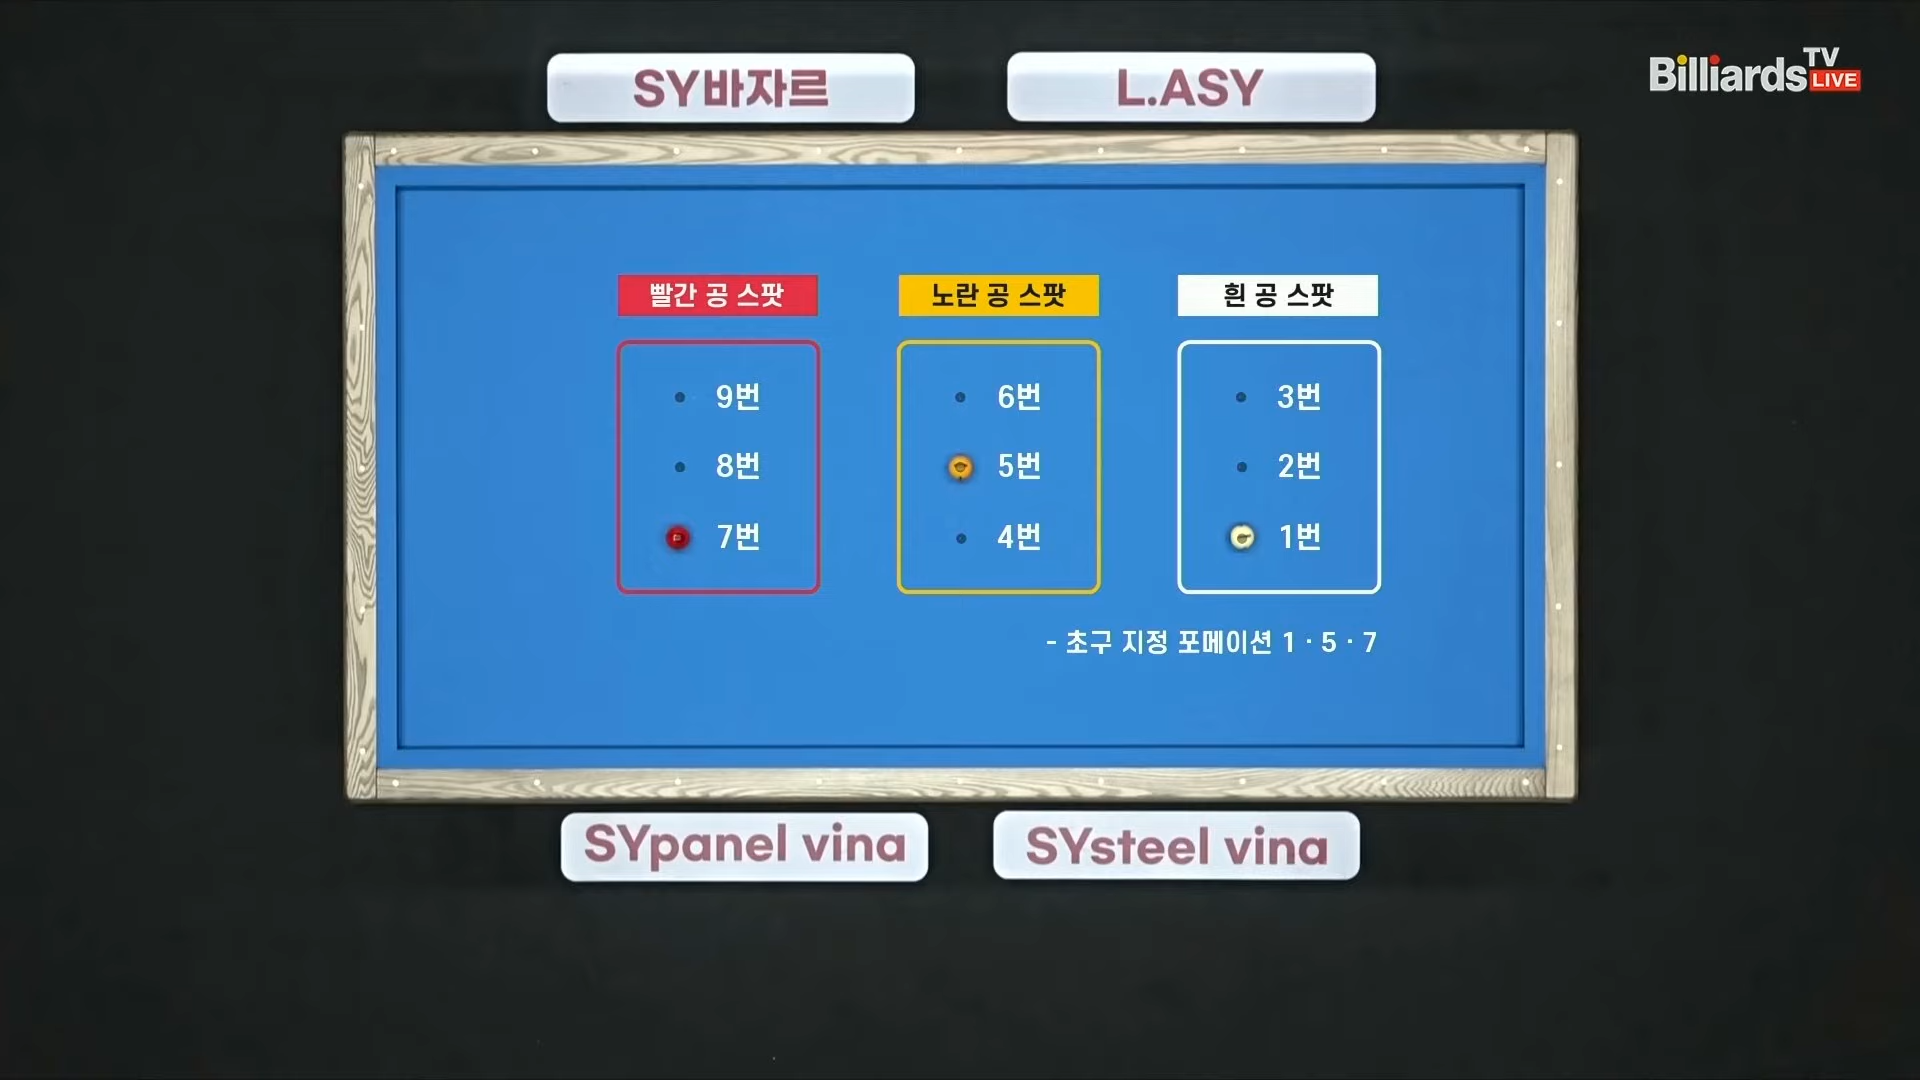 SY바자르
L.ASY
Billiards TV LIVE
빨간 공 스팟
노란 공 스팟
흰 공 스팟
9번
8번
7번
6번
5번
4번
3번
2번
1번
- 초구 지정 포메이션 1 · 5 · 7
SYpanel vina
SYsteel vina